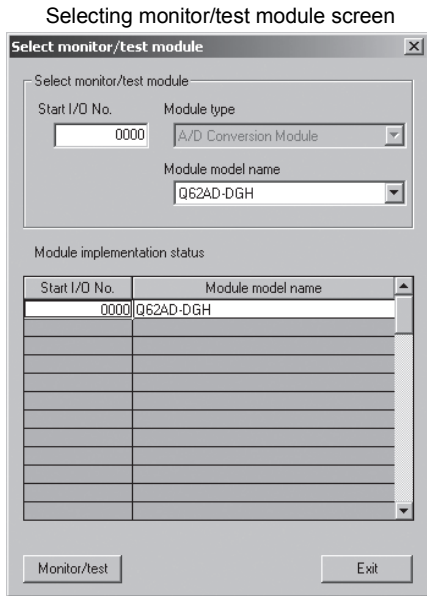 Selecting monitor/test module screen
Select monitor/test module
Select monitor/test module
Start I/O No. Module type
0000 A/D Conversion Module
Module model name
Q62AD-DGH
Module implementation status
Start I/O No. Module model name
0000 Q62AD-DGH
Monitor/test Exit